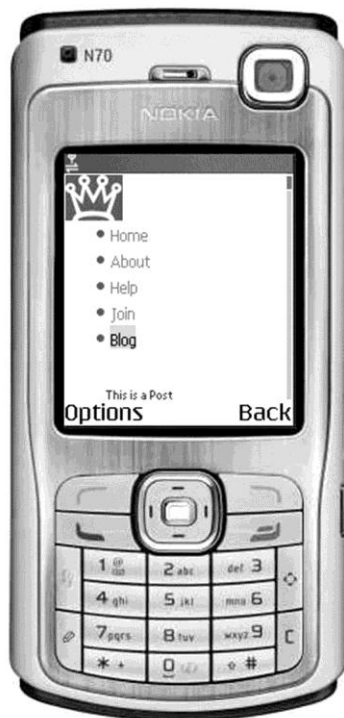 N70
NOKIA
Home
About
Help
Join
Blog
This is a Post
Options Back
1 2 abc def 3
4 ghi 5 jkl mno 6
7 pqrs 8 tuv wxyz 9 C
* + 0 #